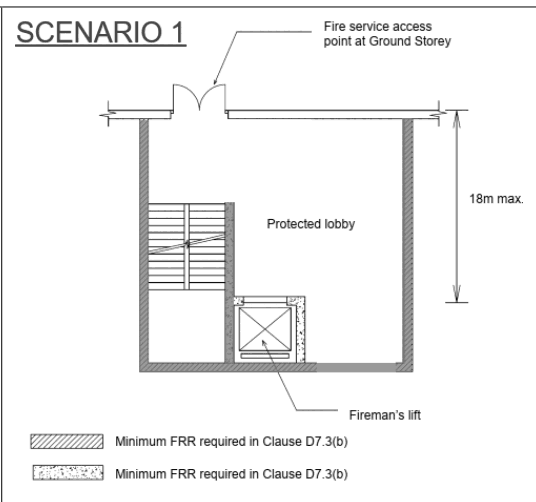 SCENARIO 1
Fire service access
point at Ground Storey
18m max.
Protected lobby
Fireman's lift
Minimum FRR required in Clause D7.3(b)
Minimum FRR required in Clause D7.3(b)